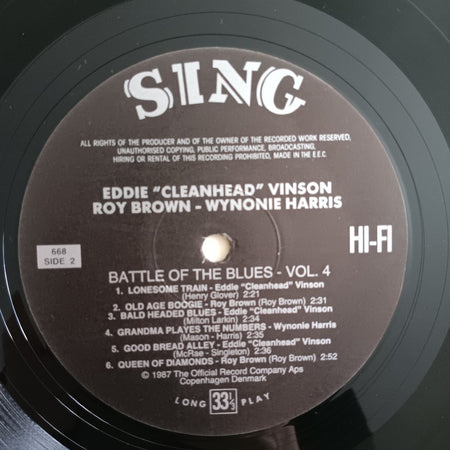 SING
ALL RIGHTS OF THE PRODUCER AND OF THE OWNER OF THE RECORDED WORK RESERVED,
UNAUTHORISED COPYING, PUBLIC PERFORMANCE, BROADCASTING,
HIRING OR RENTAL OF THIS RECORDING PROHIBITED, MADE IN THE E.E.C.
EDDIE "CLEANHEAD" VINSON
ROY BROWN - WYNONIE HARRIS
HI-FI
668
SIDE 2
BATTLE OF THE BLUES - VOL. 4
1. LONESOME TRAIN - Eddie "Cleanhead" Vinson
(Henry Glover) 2:21
2. OLD AGE BOOGIE - Roy Brown (Roy Brown) 2:31
3. BALD HEADED BLUES - Eddie "Cleanhead" Vinson
(Milton Larkin) 2:34
4. GRANDMA PLAYES THE NUMBERS - Wynonie Harris
(Mason - Harris) 2:35
5. GOOD BREAD ALLEY - Eddie "Cleanhead" Vinson
(McRae - Singleton) 2:36
6. QUEEN OF DIAMONDS - Roy Brown (Roy Brown) 2:52
© 1987 The Official Record Company Aps
Copenhagen Denmark
LONG 33 1/3 PLAY